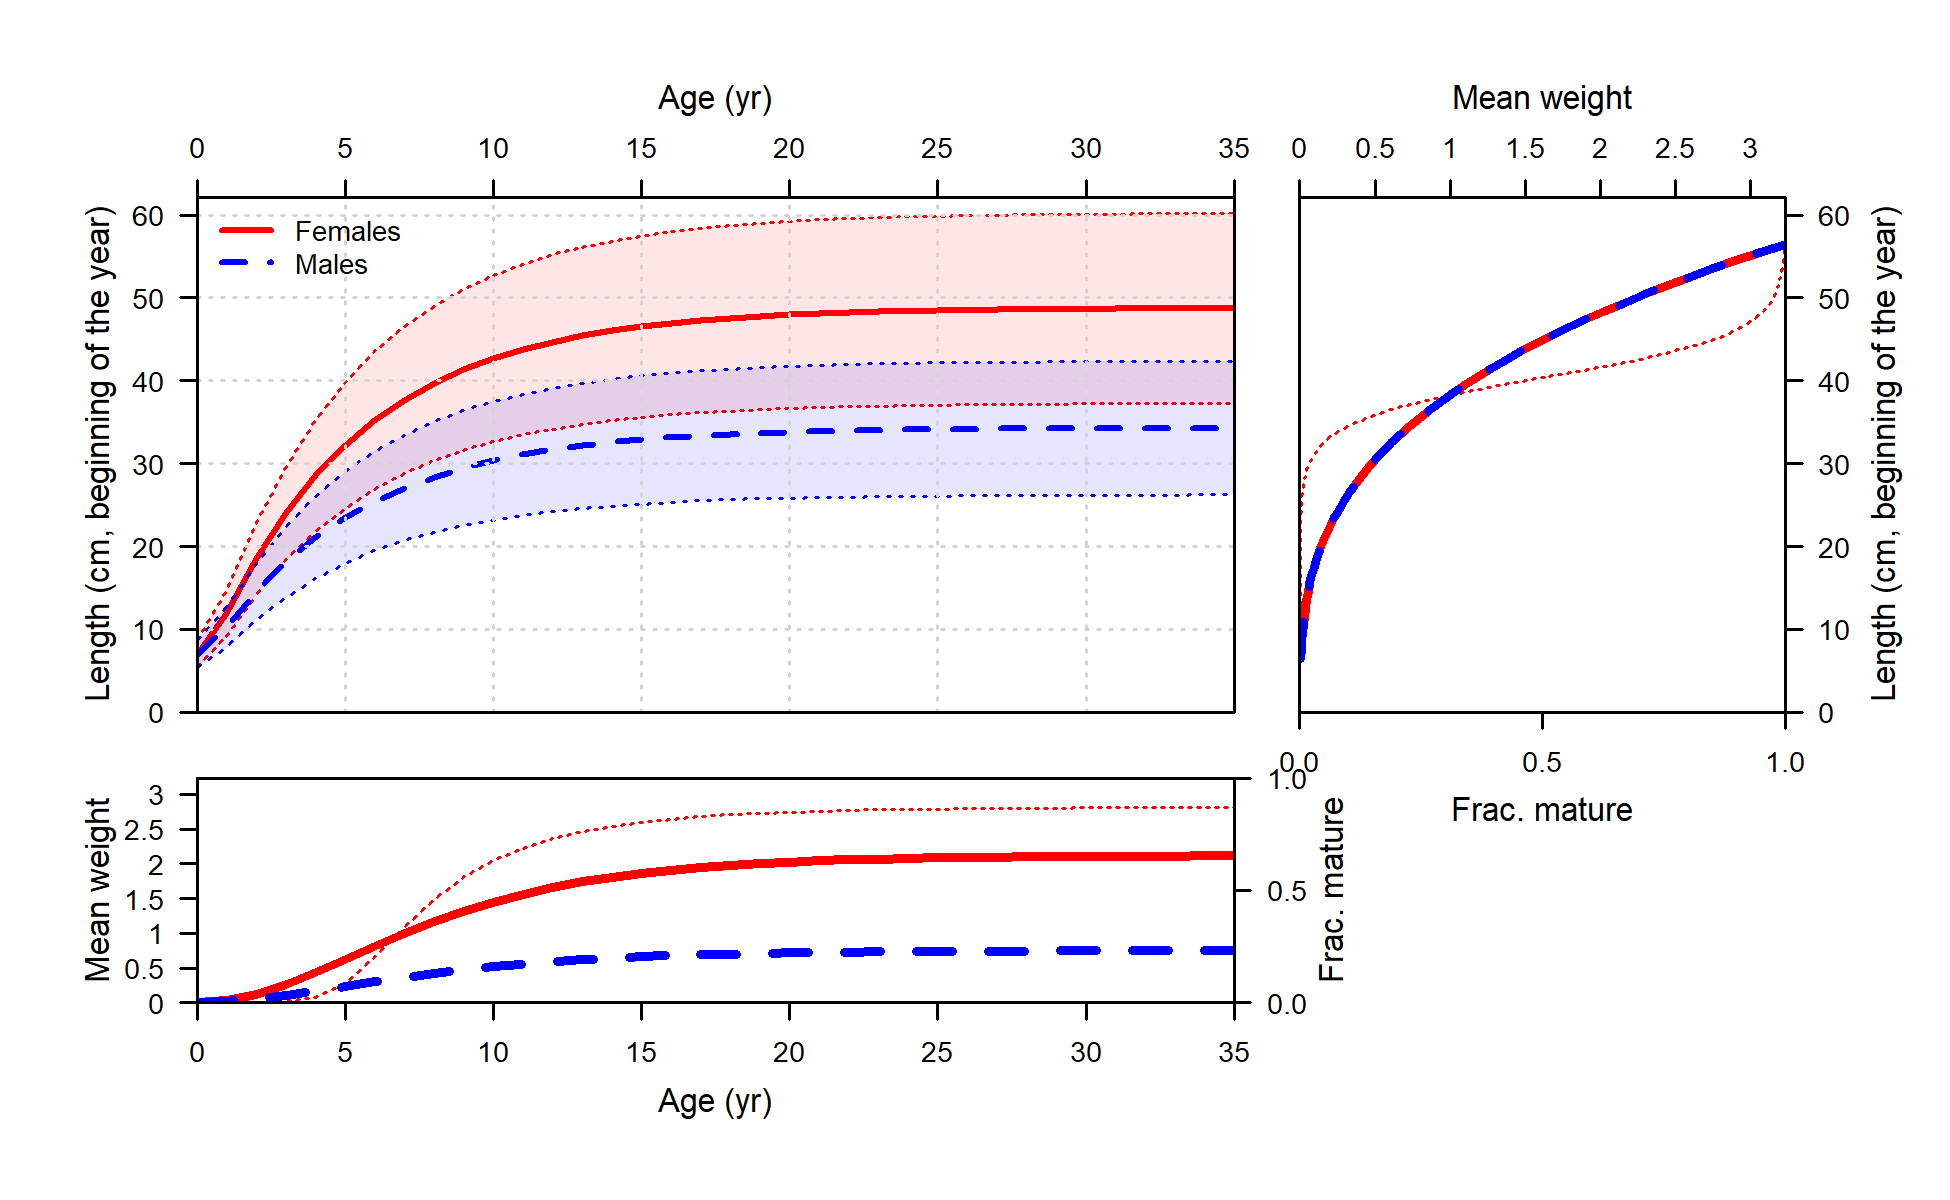 Age (yr)
Mean weight
0 5 10 15 20 25 30 35
0 0.5 1 1.5 2 2.5 3
Length (cm, beginning of the year)
60
50
40
30
20
10
0
Females
Males
60
50
40
30
20
10
0
Length (cm, beginning of the year)
0.0 0.5 1.0
Frac. mature
Mean weight
3
2.5
2
1.5
1
0.5
0
1.0
0.5
0.0
Frac. mature
0 5 10 15 20 25 30 35
Age (yr)